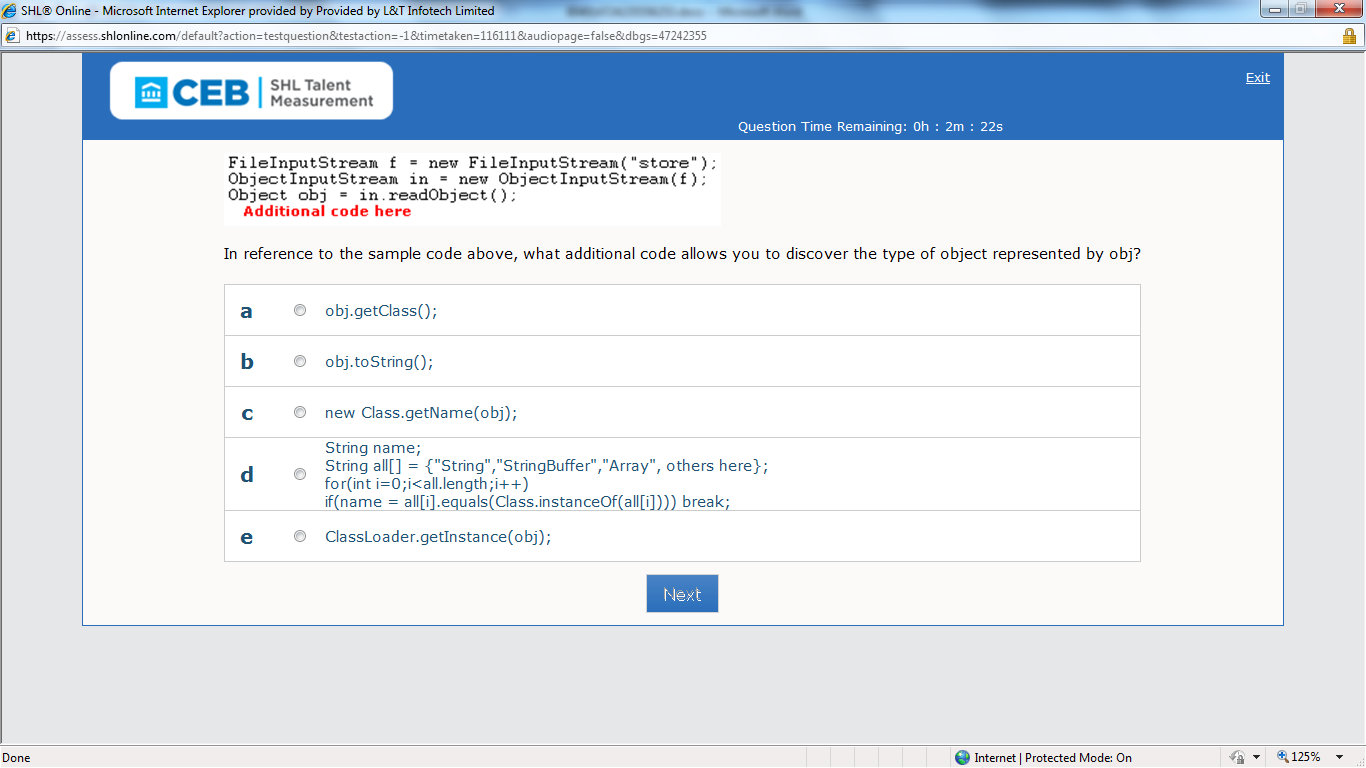 SHL® Online - Microsoft Internet Explorer provided by Provided by L&T Infotech Limited
https://assess.shlonline.com/default?action=testquestion&testaction=-1&timetaken=116111&audiopage=false&dbgs=47242355
CEB SHL Talent Measurement
Exit
Question Time Remaining: 0h : 2m : 22s
FileInputStream f = new FileInputStream("store");
ObjectInputStream in = new ObjectInputStream(f);
Object obj = in.readObject();
Additional code here
In reference to the sample code above, what additional code allows you to discover the type of object represented by obj?
a obj.getClass();
b obj.toString();
c new Class.getName(obj);
d
String name;
String all[] = {"String","StringBuffer","Array", others here};
for(int i=0;i<all.length;i++)
if(name = all[i].equals(Class.instanceOf(all[i]))) break;
e ClassLoader.getInstance(obj);
Next
Done
Internet | Protected Mode: On
125%